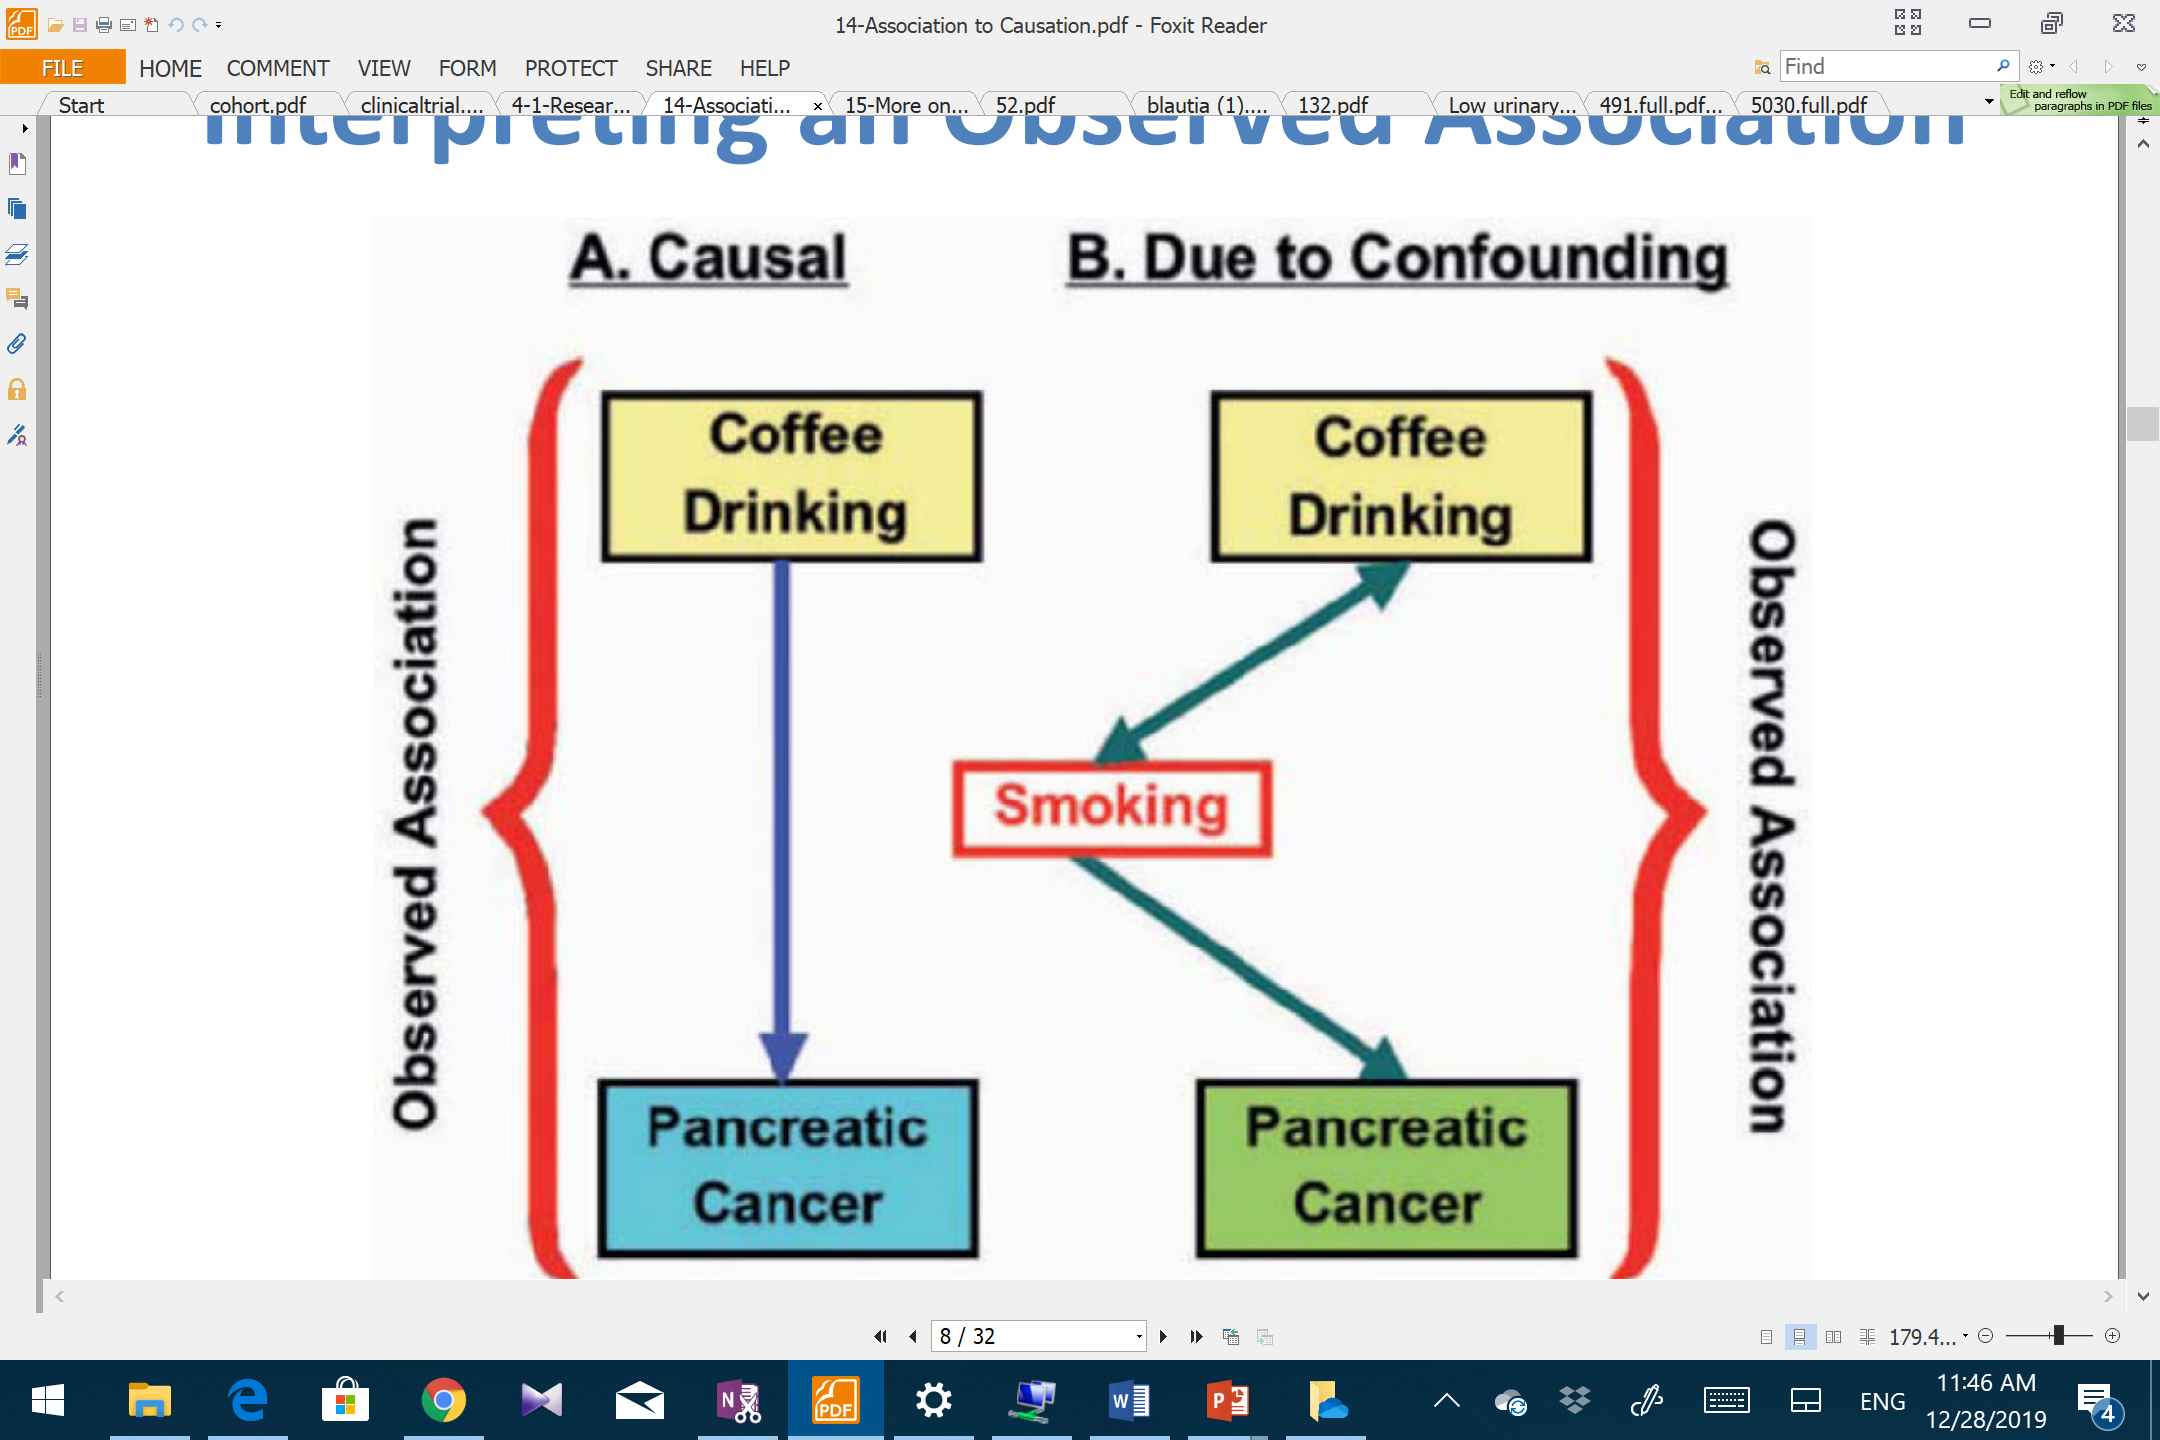 14-Association to Causation.pdf - Foxit Reader
FILE HOME COMMENT VIEW FORM PROTECT SHARE HELP
Find
Start cohort.pdf clinicaltrial.... 4-1-Resear... 14-Associati... 15-More on... 52.pdf blautia (1).... 132.pdf Low urinary... 491.full.pdf... 5030.full.pdf
Edit and reflow
paragraphs in PDF files
Interpreting an Observed Association
A. Causal
B. Due to Confounding
Observed Association
Coffee
Drinking
Pancreatic
Cancer
Coffee
Drinking
Smoking
Pancreatic
Cancer
Observed Association
8 / 32
179.4...
ENG
11:46 AM
12/28/2019
4